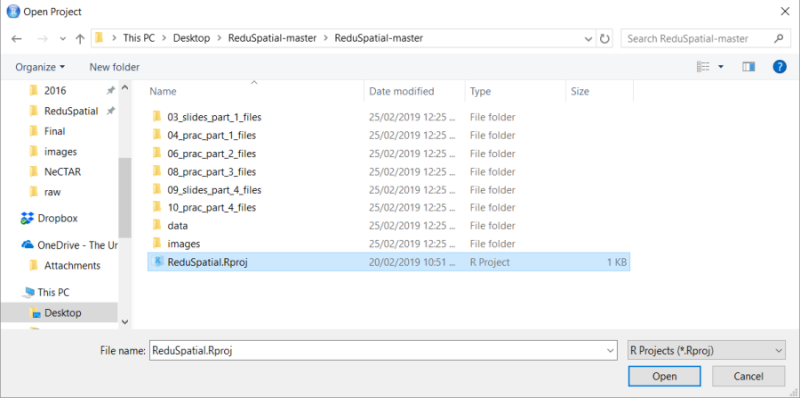 Open Project
This PC > Desktop > ReduSpatial-master > ReduSpatial-master
Search ReduSpatial-master
Organize New folder
Name Date modified Type Size
2016
ReduSpatial
Final
images
NeCTAR
raw
Dropbox
OneDrive - The Un
Attachments
This PC
Desktop
03_slides_part_1_files 25/02/2019 12:25 ... File folder
04_prac_part_1_files 25/02/2019 12:25 ... File folder
06_prac_part_2_files 25/02/2019 12:25 ... File folder
08_prac_part_3_files 25/02/2019 12:25 ... File folder
09_slides_part_4_files 25/02/2019 12:25 ... File folder
10_prac_part_4_files 25/02/2019 12:25 ... File folder
data 25/02/2019 12:25 ... File folder
images 25/02/2019 12:25 ... File folder
ReduSpatial.Rproj 20/02/2019 10:51 ... R Project 1 KB
File name: ReduSpatial.Rproj R Projects (*.Rproj)
Open Cancel